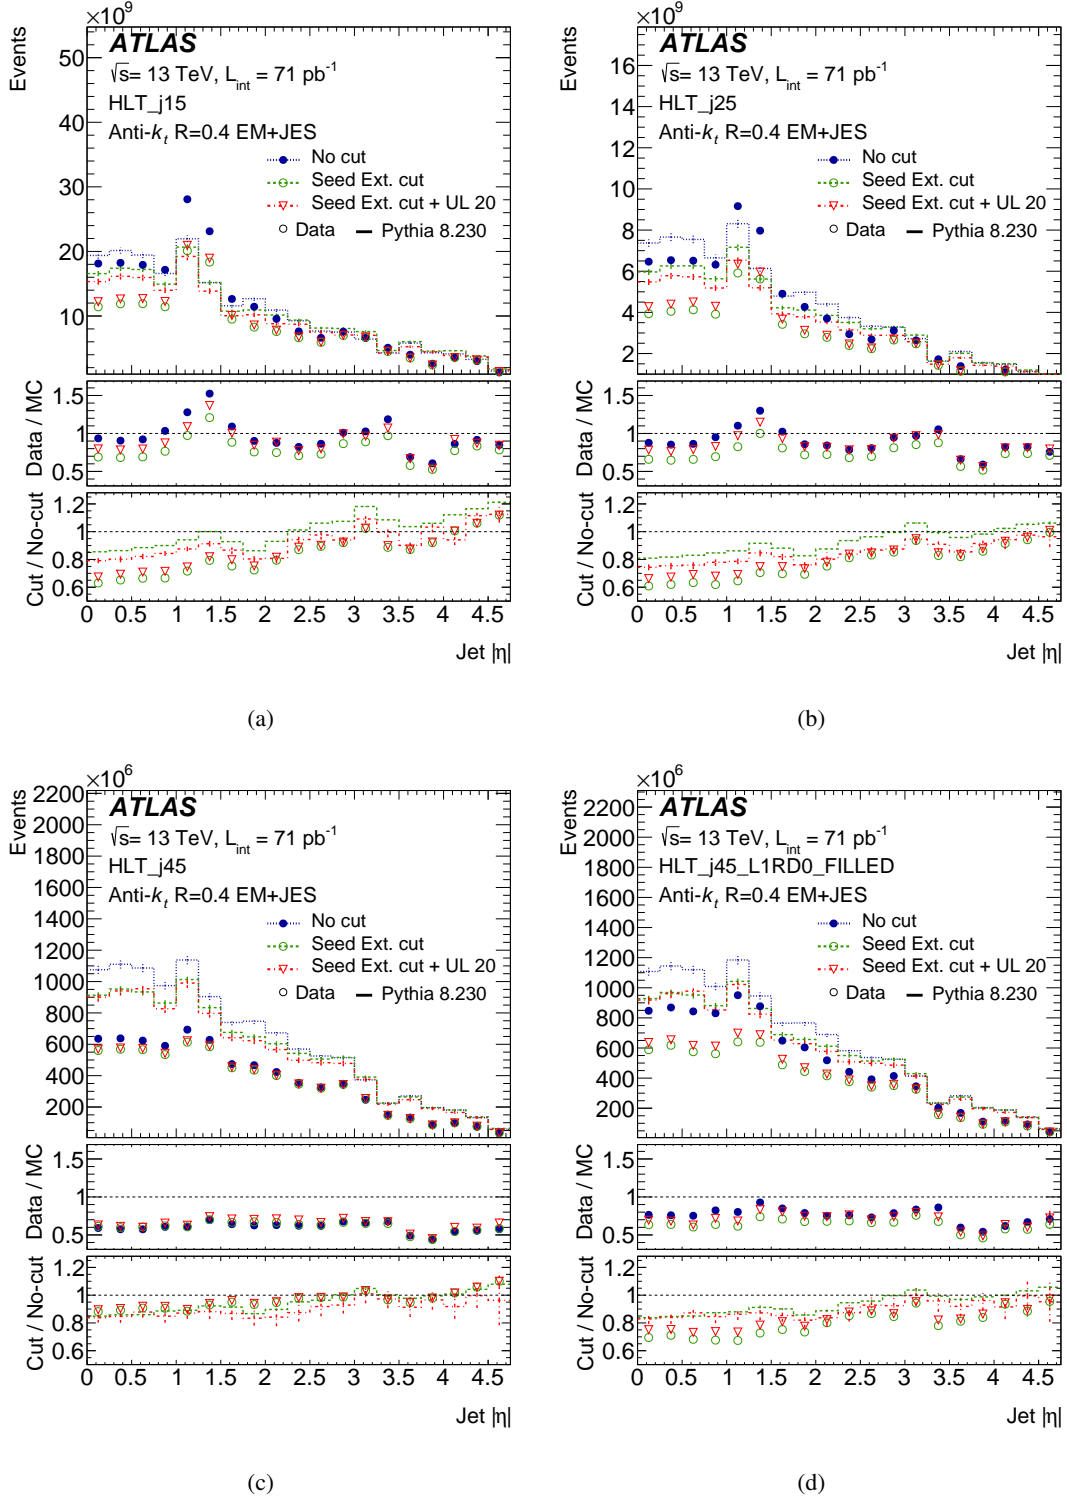 ×10⁹
Events
50
40
30
20
10
ATLAS
√s= 13 TeV, L_int = 71 pb⁻¹
HLT_j15
Anti-k_t R=0.4 EM+JES
No cut
Seed Ext. cut
Seed Ext. cut + UL 20
Data Pythia 8.230
Data / MC
1.5
1
0.5
Cut / No-cut
1.2
1
0.8
0.6
0 0.5 1 1.5 2 2.5 3 3.5 4 4.5
Jet |η|
(a)
×10⁹
Events
16
14
12
10
8
6
4
2
ATLAS
√s= 13 TeV, L_int = 71 pb⁻¹
HLT_j25
Anti-k_t R=0.4 EM+JES
No cut
Seed Ext. cut
Seed Ext. cut + UL 20
Data Pythia 8.230
Data / MC
1.5
1
0.5
Cut / No-cut
1.2
1
0.8
0.6
0 0.5 1 1.5 2 2.5 3 3.5 4 4.5
Jet |η|
(b)
×10⁶
Events
2200
2000
1800
1600
1400
1200
1000
800
600
400
200
ATLAS
√s= 13 TeV, L_int = 71 pb⁻¹
HLT_j45
Anti-k_t R=0.4 EM+JES
No cut
Seed Ext. cut
Seed Ext. cut + UL 20
Data Pythia 8.230
Data / MC
1.5
1
0.5
Cut / No-cut
1.2
1
0.8
0.6
0 0.5 1 1.5 2 2.5 3 3.5 4 4.5
Jet |η|
(c)
×10⁶
Events
2200
2000
1800
1600
1400
1200
1000
800
600
400
200
ATLAS
√s= 13 TeV, L_int = 71 pb⁻¹
HLT_j45_L1RD0_FILLED
Anti-k_t R=0.4 EM+JES
No cut
Seed Ext. cut
Seed Ext. cut + UL 20
Data Pythia 8.230
Data / MC
1.5
1
0.5
Cut / No-cut
1.2
1
0.8
0.6
0 0.5 1 1.5 2 2.5 3 3.5 4 4.5
Jet |η|
(d)